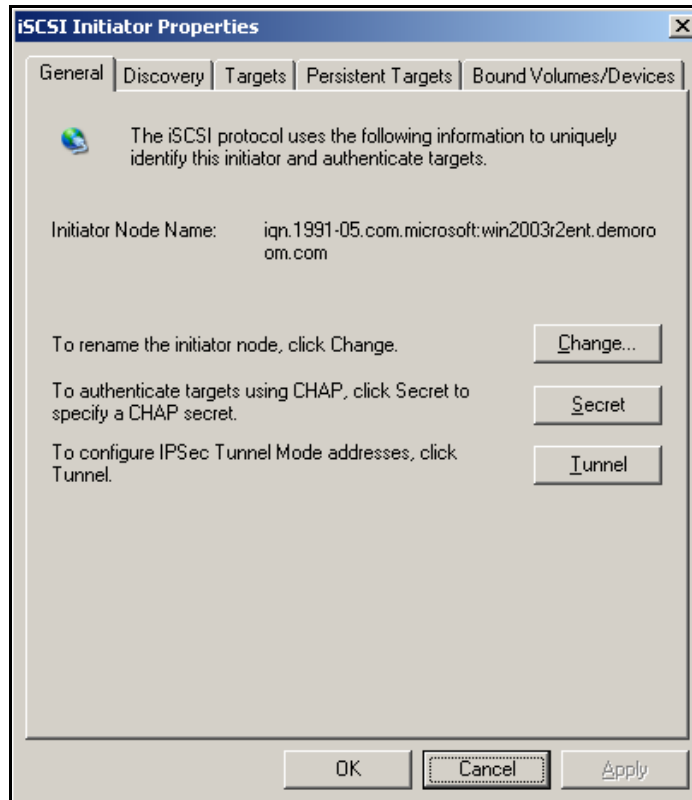 iSCSI Initiator Properties
General Discovery Targets Persistent Targets Bound Volumes/Devices
The iSCSI protocol uses the following information to uniquely
identify this initiator and authenticate targets.
Initiator Node Name: iqn.1991-05.com.microsoft:win2003r2ent.demoro
om.com
To rename the initiator node, click Change.
Change...
To authenticate targets using CHAP, click Secret to
specify a CHAP secret.
Secret
To configure IPSec Tunnel Mode addresses, click
Tunnel.
Tunnel
OK Cancel Apply